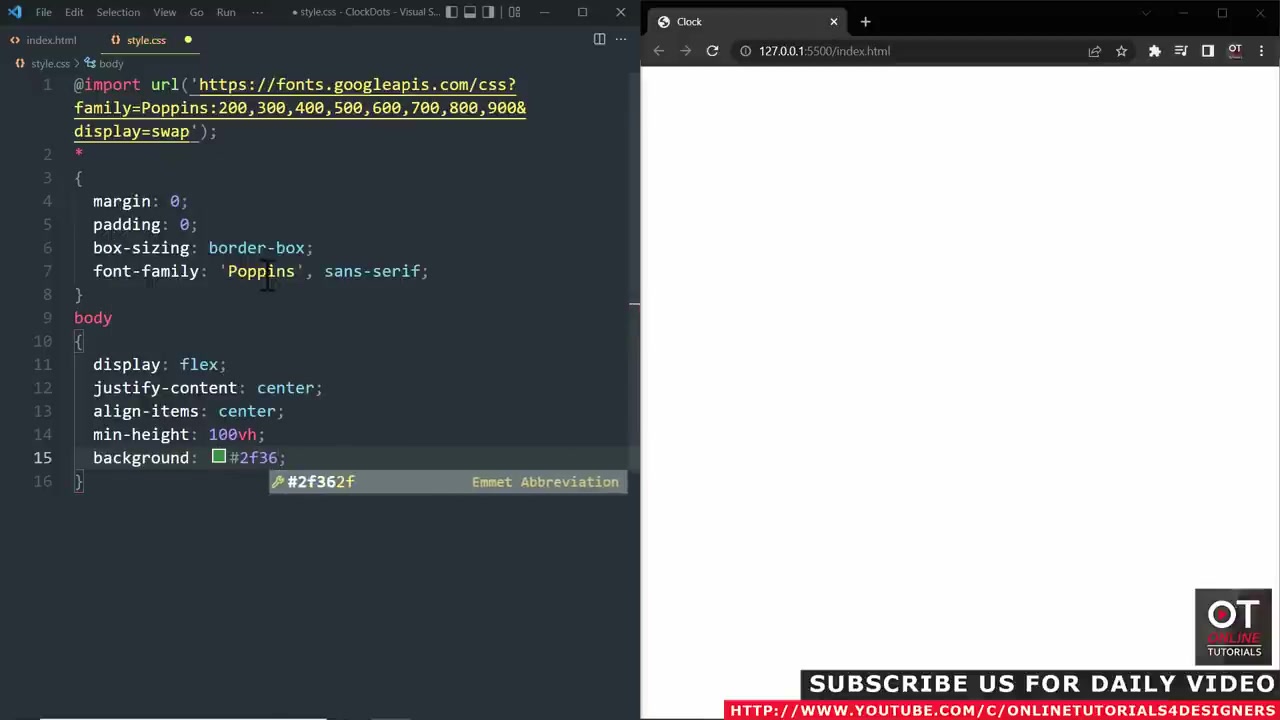 File Edit Selection View Go Run ··· ● style.css - ClockDots - Visual S...
index.html
style.css
style.css > body
1 @import url('https://fonts.googleapis.com/css?
family=Poppins:200,300,400,500,600,700,800,900&
display=swap');
2 *
3 {
4 margin: 0;
5 padding: 0;
6 box-sizing: border-box;
7 font-family: 'Poppins', sans-serif;
8 }
9 body
10 {
11 display: flex;
12 justify-content: center;
13 align-items: center;
14 min-height: 100vh;
15 background: #2f36;
#2f362f Emmet Abbreviation
16 }
Clock
127.0.0.1:5500/index.html
OT
OT
ONLINE
TUTORIALS
SUBSCRIBE US FOR DAILY VIDEO
HTTP://WWW.YOUTUBE.COM/C/ONLINETUTORIALS4DESIGNERS